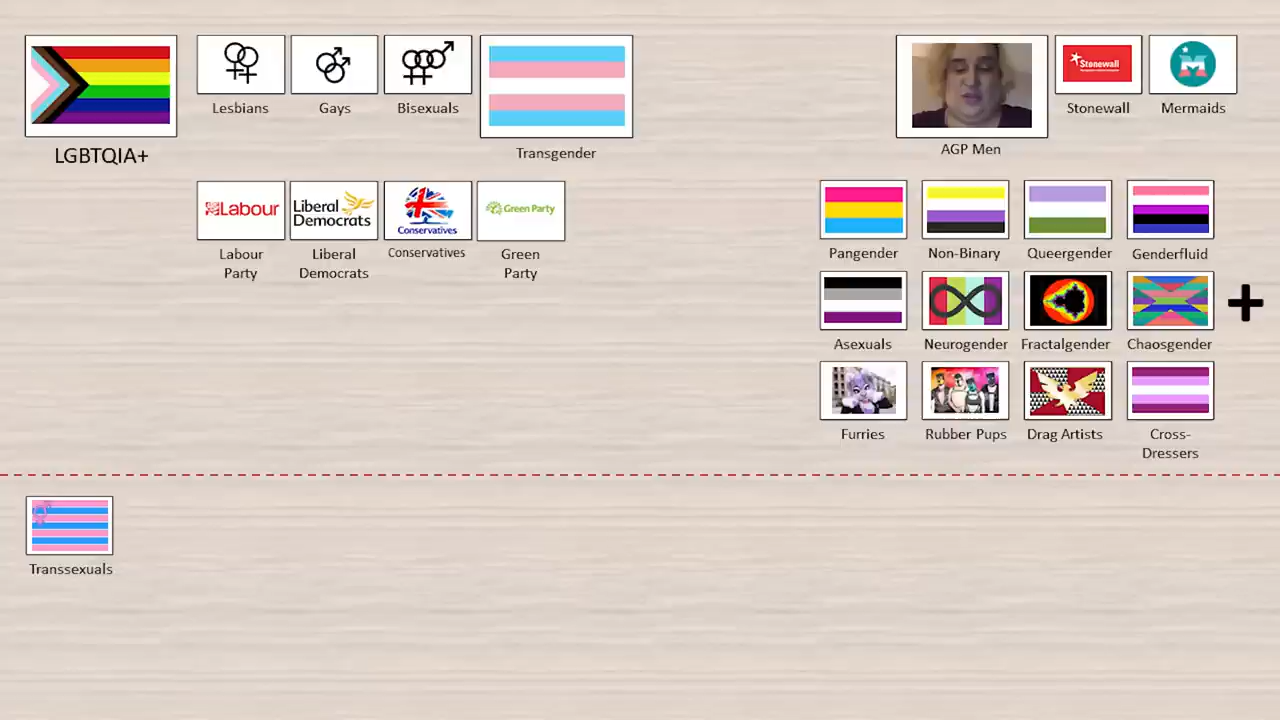 Stonewall
Lesbians
Gays
Bisexuals
Stonewall
Mermaids
LGBTQIA+
Transgender
AGP Men
Labour
Liberal
Democrats
Conservatives
Green Party
Labour
Party
Liberal
Democrats
Conservatives
Green
Party
Pangender
Non-Binary
Queergender
Genderfluid
+
Asexuals
Neurogender
Fractalgender
Chaosgender
Furries
Rubber Pups
Drag Artists
Cross-
Dressers
Transsexuals